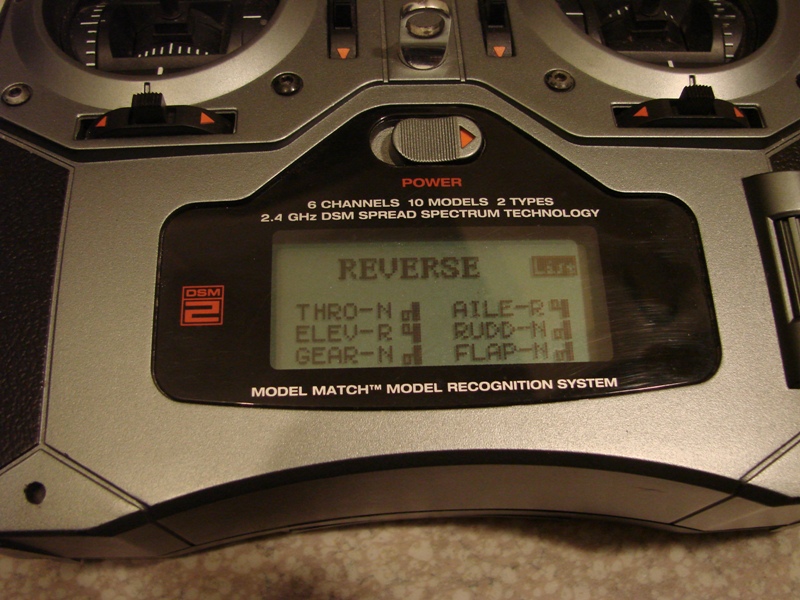 POWER
6 CHANNELS 10 MODELS 2 TYPES
2.4 GHz DSM SPREAD SPECTRUM TECHNOLOGY
REVERSE List
THRO-N AILE-R
ELEV-R RUDD-N
GEAR-N FLAP-N
DSM
2
MODEL MATCH™ MODEL RECOGNITION SYSTEM